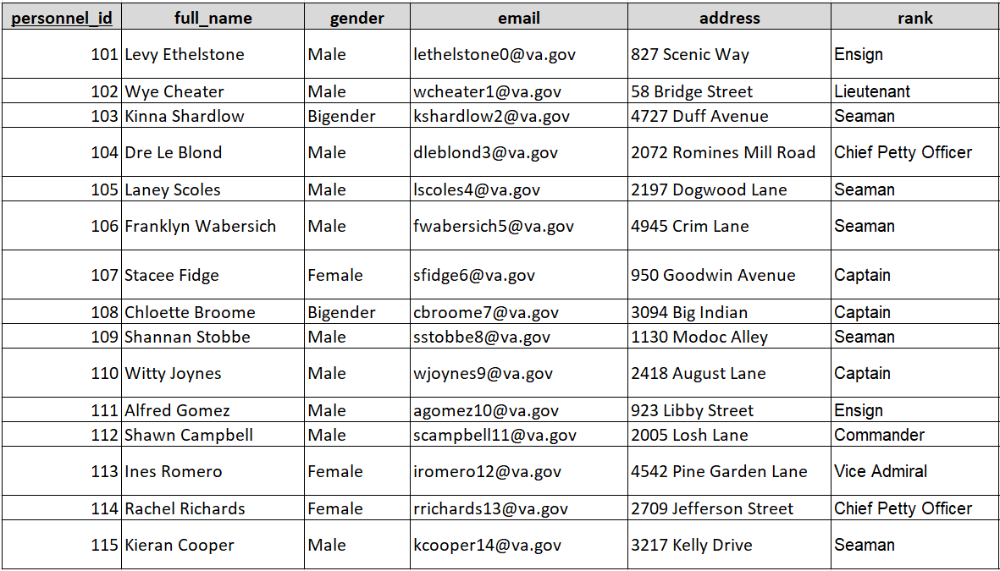 personnel_id full_name gender email address rank
101 Levy Ethelstone Male lethelstone0@va.gov 827 Scenic Way Ensign
102 Wye Cheater Male wcheater1@va.gov 58 Bridge Street Lieutenant
103 Kinna Shardlow Bigender kshardlow2@va.gov 4727 Duff Avenue Seaman
104 Dre Le Blond Male dleblond3@va.gov 2072 Romines Mill Road Chief Petty Officer
105 Laney Scoles Male lscoles4@va.gov 2197 Dogwood Lane Seaman
106 Franklyn Wabersich Male fwabersich5@va.gov 4945 Crim Lane Seaman
107 Stacee Fidge Female sfidge6@va.gov 950 Goodwin Avenue Captain
108 Chloette Broome Bigender cbroome7@va.gov 3094 Big Indian Captain
109 Shannan Stobbe Male sstobbe8@va.gov 1130 Modoc Alley Seaman
110 Witty Joynes Male wjoynes9@va.gov 2418 August Lane Captain
111 Alfred Gomez Male agomez10@va.gov 923 Libby Street Ensign
112 Shawn Campbell Male scampbell11@va.gov 2005 Losh Lane Commander
113 Ines Romero Female iromero12@va.gov 4542 Pine Garden Lane Vice Admiral
114 Rachel Richards Female rrichards13@va.gov 2709 Jefferson Street Chief Petty Officer
115 Kieran Cooper Male kcooper14@va.gov 3217 Kelly Drive Seaman